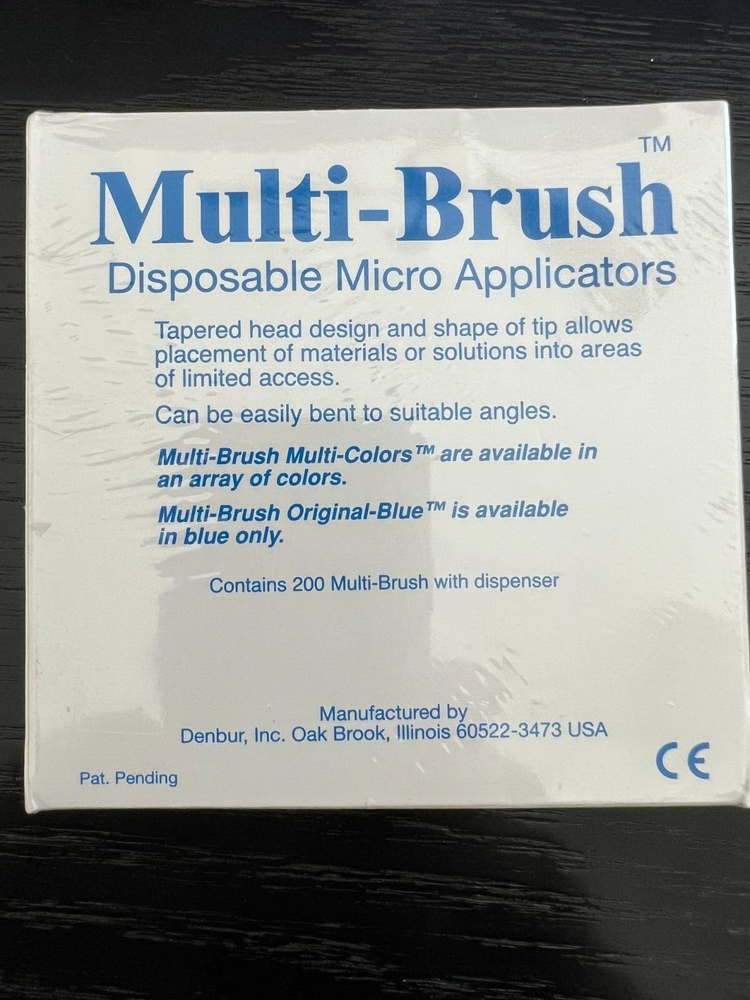 Multi-Brush™
Disposable Micro Applicators
Tapered head design and shape of tip allows
placement of materials or solutions into areas
of limited access.
Can be easily bent to suitable angles.
Multi-Brush Multi-Colors™ are available in
an array of colors.
Multi-Brush Original-Blue™ is available
in blue only.
Contains 200 Multi-Brush with dispenser
Manufactured by
Denbur, Inc. Oak Brook, Illinois 60522-3473 USA
Pat. Pending
CE